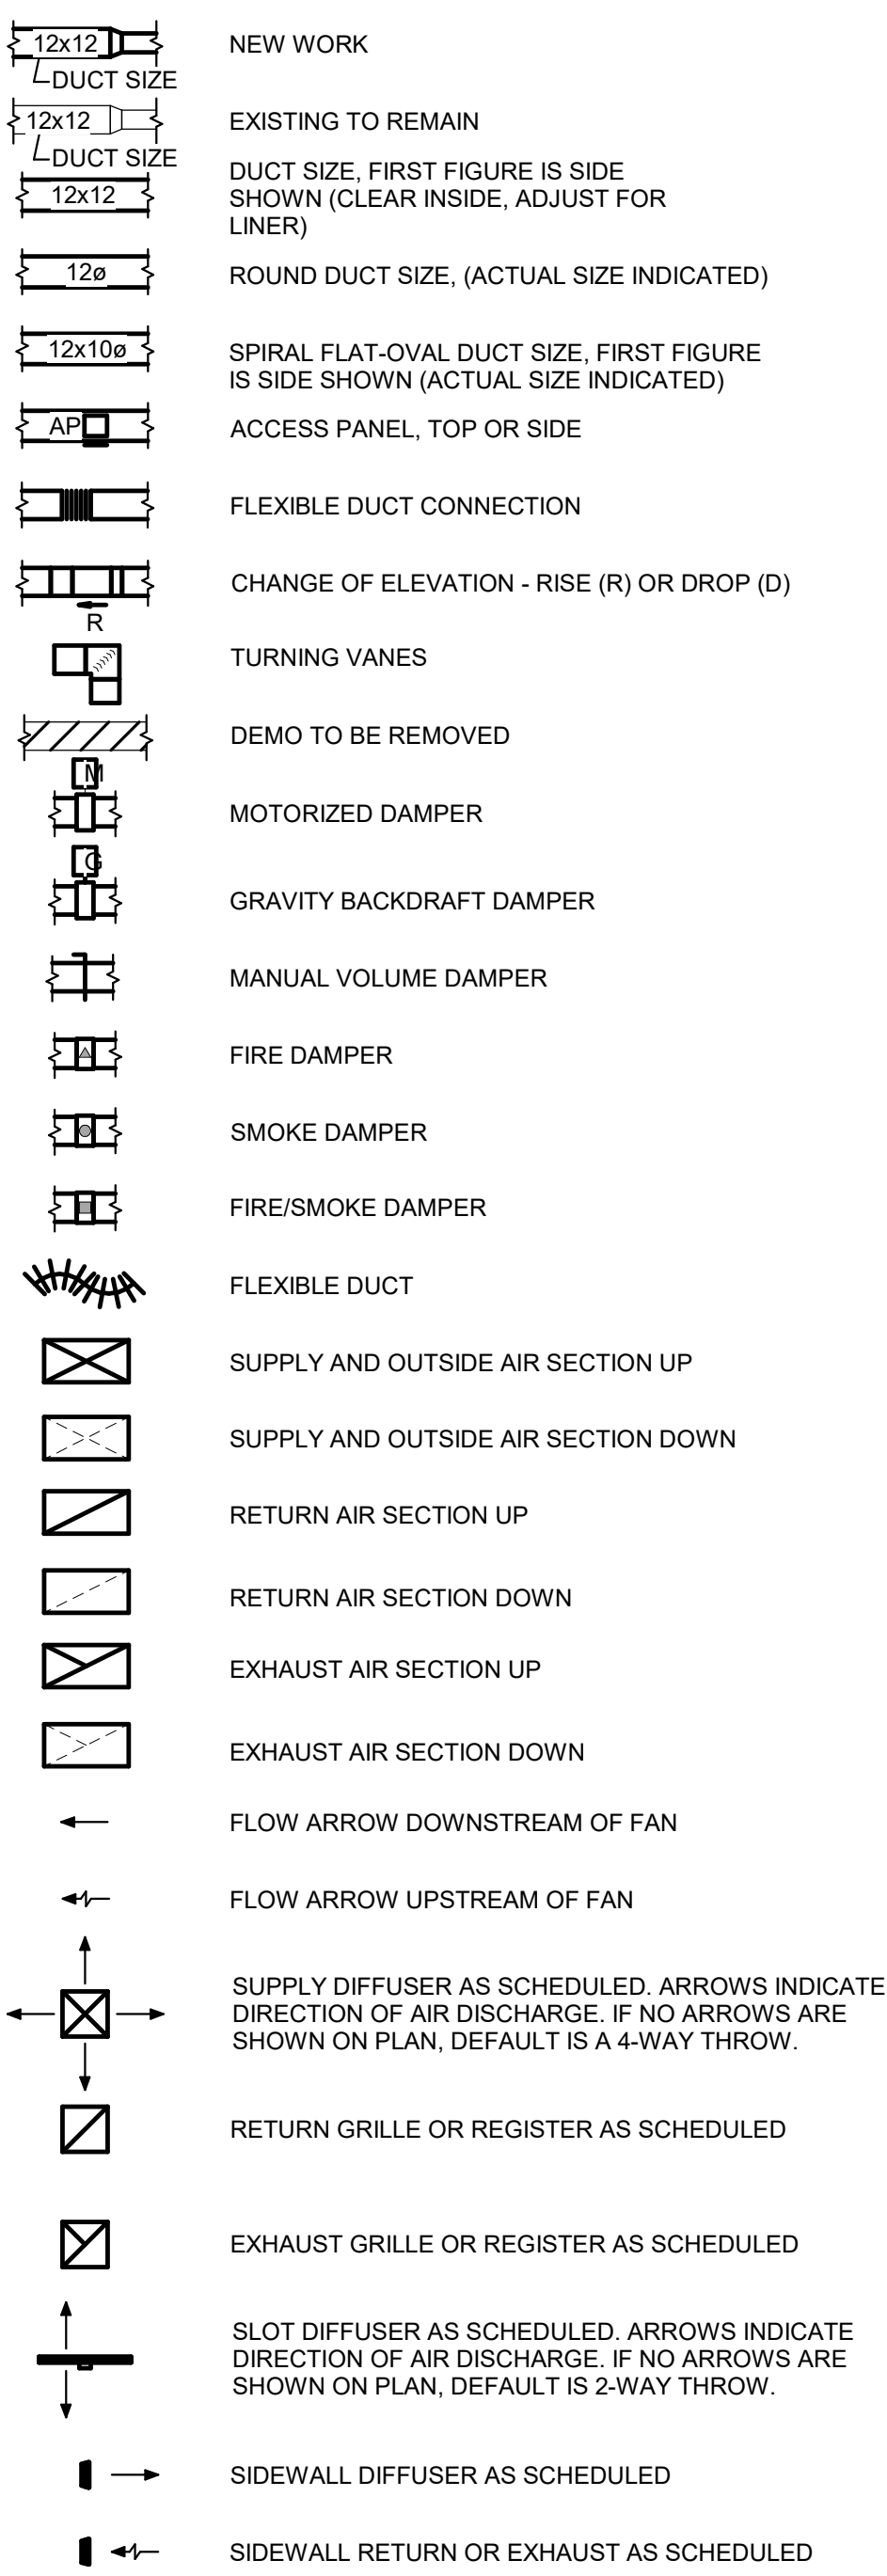 12x12
NEW WORK
DUCT SIZE
12x12
EXISTING TO REMAIN
DUCT SIZE
12x12
DUCT SIZE, FIRST FIGURE IS SIDE
SHOWN (CLEAR INSIDE, ADJUST FOR
LINER)
12ø
ROUND DUCT SIZE, (ACTUAL SIZE INDICATED)
12x10ø
SPIRAL FLAT-OVAL DUCT SIZE, FIRST FIGURE
IS SIDE SHOWN (ACTUAL SIZE INDICATED)
AP
ACCESS PANEL, TOP OR SIDE
FLEXIBLE DUCT CONNECTION
CHANGE OF ELEVATION - RISE (R) OR DROP (D)
R
TURNING VANES
DEMO TO BE REMOVED
M
MOTORIZED DAMPER
G
GRAVITY BACKDRAFT DAMPER
MANUAL VOLUME DAMPER
FIRE DAMPER
SMOKE DAMPER
FIRE/SMOKE DAMPER
FLEXIBLE DUCT
SUPPLY AND OUTSIDE AIR SECTION UP
SUPPLY AND OUTSIDE AIR SECTION DOWN
RETURN AIR SECTION UP
RETURN AIR SECTION DOWN
EXHAUST AIR SECTION UP
EXHAUST AIR SECTION DOWN
FLOW ARROW DOWNSTREAM OF FAN
FLOW ARROW UPSTREAM OF FAN
SUPPLY DIFFUSER AS SCHEDULED. ARROWS INDICATE
DIRECTION OF AIR DISCHARGE. IF NO ARROWS ARE
SHOWN ON PLAN, DEFAULT IS A 4-WAY THROW.
RETURN GRILLE OR REGISTER AS SCHEDULED
EXHAUST GRILLE OR REGISTER AS SCHEDULED
SLOT DIFFUSER AS SCHEDULED. ARROWS INDICATE
DIRECTION OF AIR DISCHARGE. IF NO ARROWS ARE
SHOWN ON PLAN, DEFAULT IS 2-WAY THROW.
SIDEWALL DIFFUSER AS SCHEDULED
SIDEWALL RETURN OR EXHAUST AS SCHEDULED